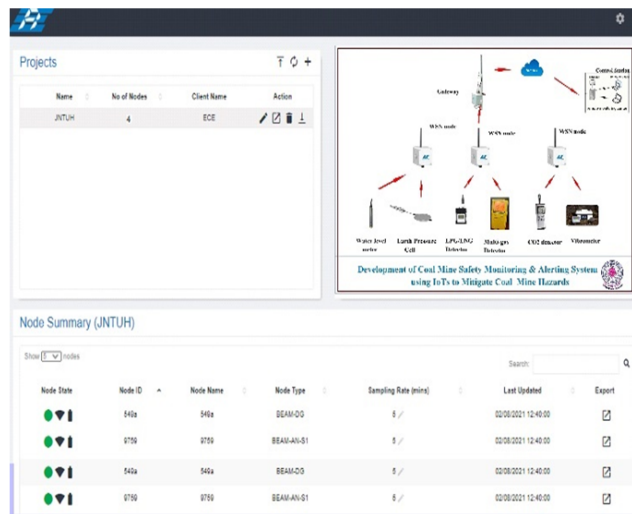 Projects
Name No of Nodes Client Name Action
JNTUH 4 ECE
Gateway
WSN node
WSN node
WSN node
Water level meter
Earth Pressure Cell
LPG/LNG Detector
Multi-gas Detector
CO2 detector
Vibrometer
Development of Coal Mine Safety Monitoring & Alerting System
using IoTs to Mitigate Coal Mine Hazards
Node Summary (JNTUH)
Show 5 nodes
Search:
Node State Node ID Node Name Node Type Sampling Rate (mins) Last Updated Export
549a 549a BEAM-DG 5 02/08/2021 12:40:00
9759 9759 BEAM-AN-S1 5 02/08/2021 12:40:00
549a 549a BEAM-DG 5 02/08/2021 12:40:00
9759 9759 BEAM-AN-S1 5 02/08/2021 12:40:00